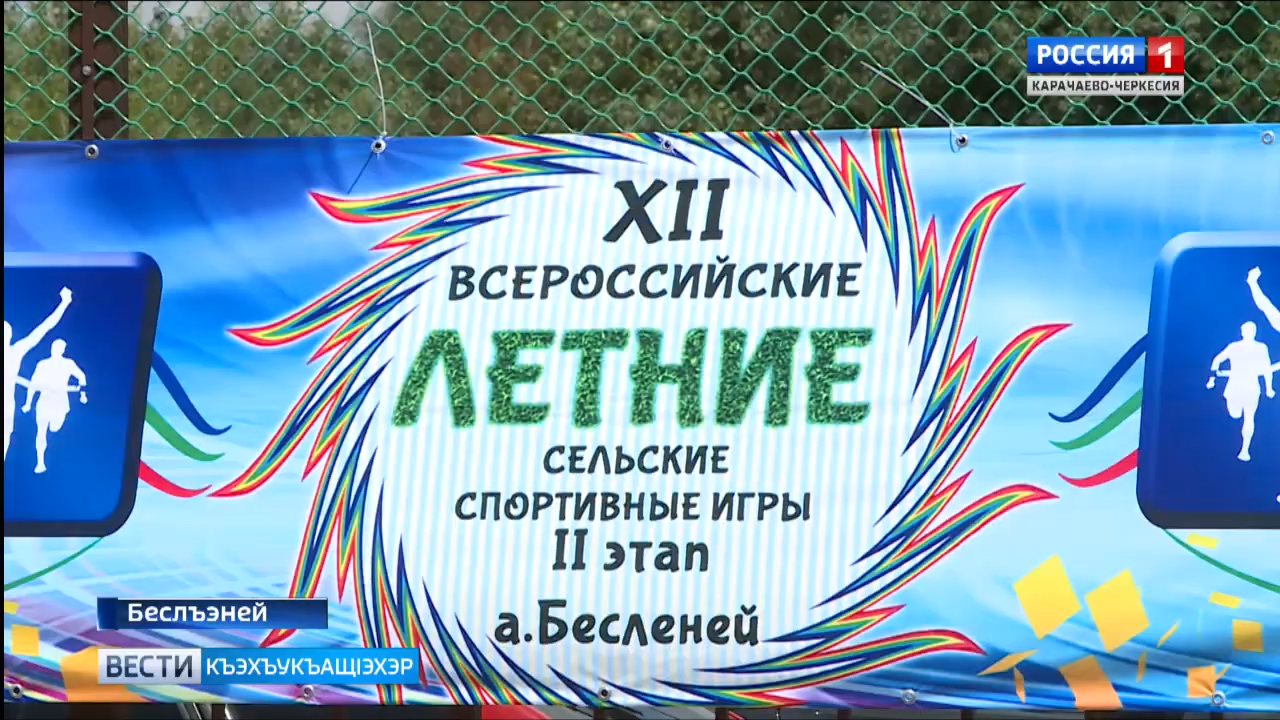 РОССИЯ 1
КАРАЧАЕВО-ЧЕРКЕСИЯ
XII
ВСЕРОССИЙСКИЕ
ЛЕТНИЕ
СЕЛЬСКИЕ
СПОРТИВНЫЕ ИГРЫ
II этап
а.Бесленей
Беслъэней
ВЕСТИ КЪЭХЪУКЪАЩIЭХЭР